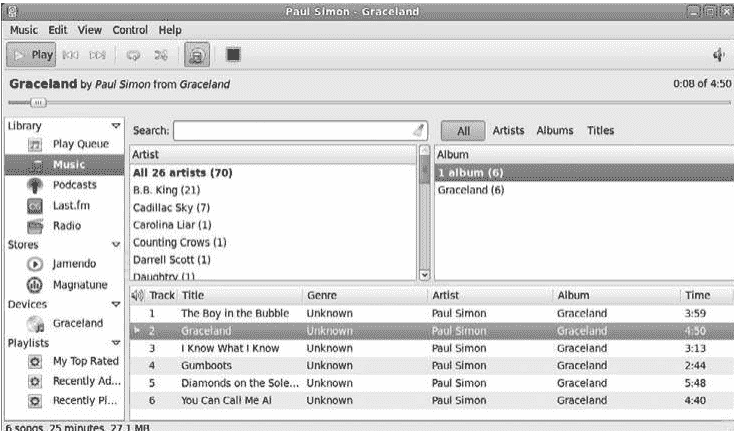 Paul Simon - Graceland
Music Edit View Control Help
Play
Graceland by Paul Simon from Graceland 0:08 of 4:50
Library
Play Queue
Music
Podcasts
Last.fm
Radio
Stores
Jamendo
Magnatune
Devices
Graceland
Playlists
My Top Rated
Recently Ad...
Recently Pl...
Search: All Artists Albums Titles
Artist
All 26 artists (70)
B.B. King (21)
Cadillac Sky (7)
Carolina Liar (1)
Counting Crows (1)
Darrell Scott (1)
Daughtry (1)
Album
1 album (6)
Graceland (6)
Track Title Genre Artist Album Time
1 The Boy in the Bubble Unknown Paul Simon Graceland 3:59
2 Graceland Unknown Paul Simon Graceland 4:50
3 I Know What I Know Unknown Paul Simon Graceland 3:13
4 Gumboots Unknown Paul Simon Graceland 2:44
5 Diamonds on the Sole... Unknown Paul Simon Graceland 5:48
6 You Can Call Me Al Unknown Paul Simon Graceland 4:40
6 songs, 25 minutes, 27.1 MB